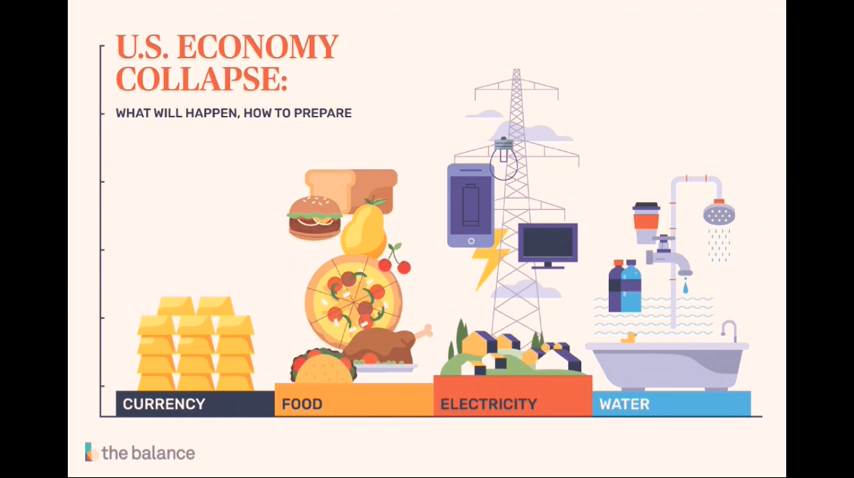 U.S. ECONOMY
COLLAPSE:
WHAT WILL HAPPEN, HOW TO PREPARE
CURRENCY
FOOD
ELECTRICITY
WATER
the balance